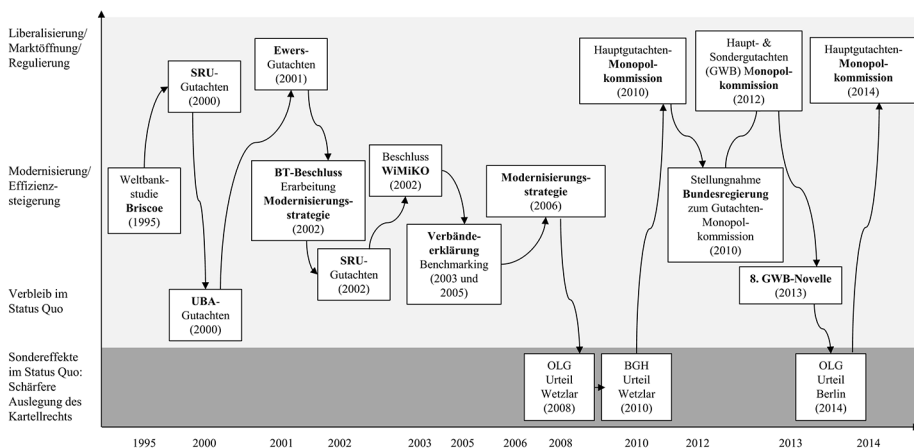 Liberalisierung/
Marktöffnung/
Regulierung
Modernisierung/
Effizienz-
steigerung
Verbleib im
Status Quo
Sondereffekte
im Status Quo:
Schärfere
Auslegung des
Kartellrechts
Weltbank-
studie
Briscoe
(1995)
SRU-
Gutachten
(2000)
UBA-
Gutachten
(2000)
Ewers-
Gutachten
(2001)
BT-Beschluss
Erarbeitung
Modernisierungs-
strategie
(2002)
SRU-
Gutachten
(2002)
Beschluss
WiMiKO
(2002)
Verbände-
erklärung
Benchmarking
(2003 und
2005)
Modernisierungs-
strategie
(2006)
OLG
Urteil
Wetzlar
(2008)
BGH
Urteil
Wetzlar
(2010)
Hauptgutachten-
Monopol-
kommission
(2010)
Stellungnahme
Bundesregierung
zum Gutachten-
Monopol-
kommission
(2010)
Haupt- &
Sondergutachten
(GWB) Monopol-
kommission
(2012)
8. GWB-Novelle
(2013)
OLG
Urteil
Berlin
(2014)
Hauptgutachten-
Monopol-
kommission
(2014)
1995 2000 2001 2002 2003 2005 2006 2008 2010 2012 2013 2014